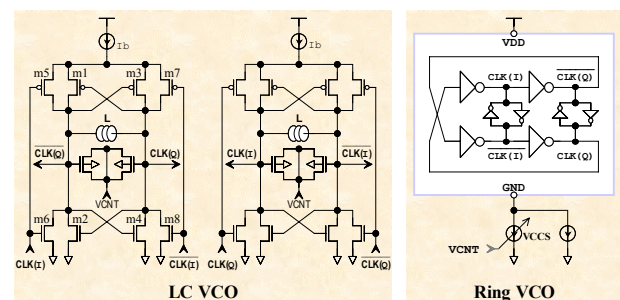 Ib
m5 m1 m3 m7
L
CLK(Q) CLK(Q)
VCNT
m6 m2 m4 m8
CLK(I) CLK(I)
Ib
L
CLK(I) CLK(I)
VCNT
CLK(Q) CLK(Q)
LC VCO
VDD
CLK(I) CLK(Q)
CLK(I) CLK(Q)
GND
VCNT VCCS
Ring VCO